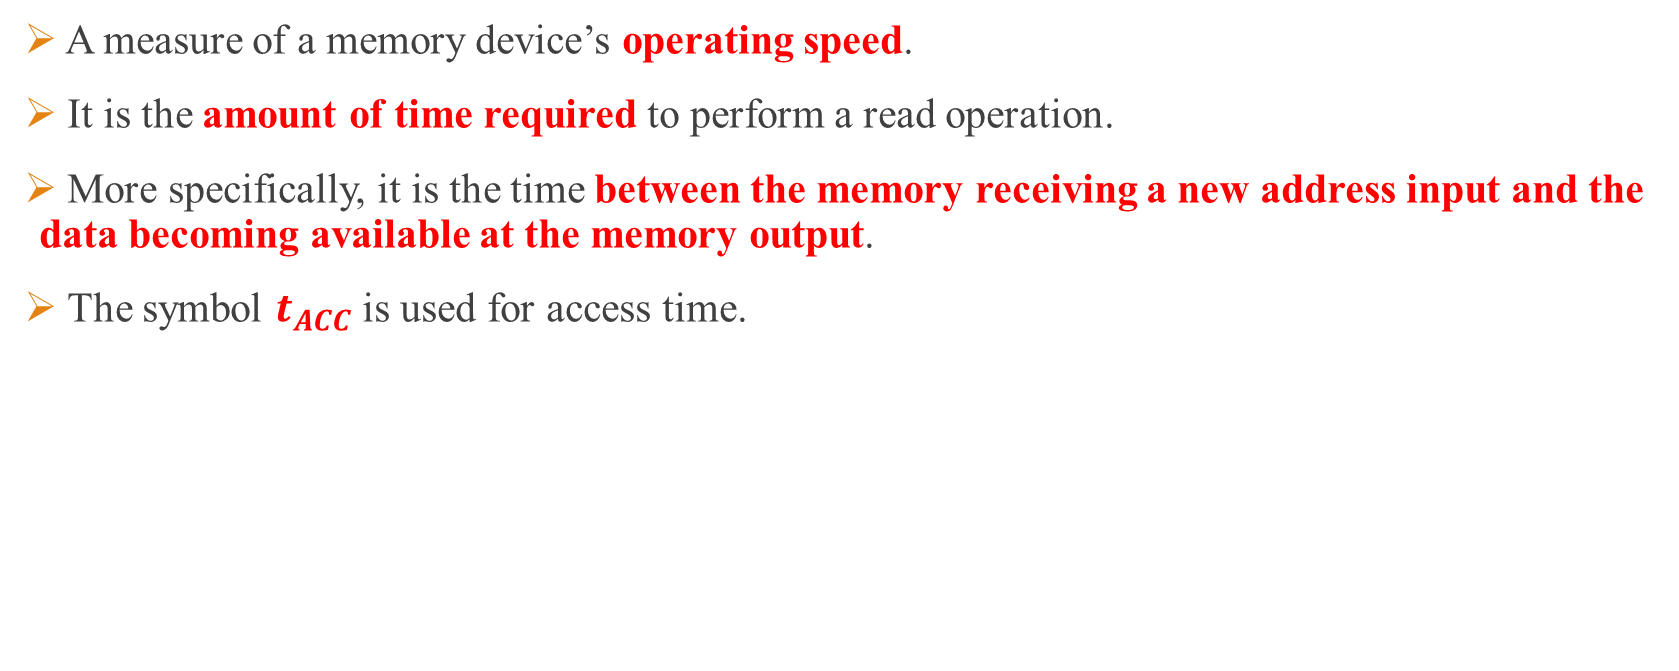 ➢ A measure of a memory device’s operating speed.
➢ It is the amount of time required to perform a read operation.
➢ More specifically, it is the time between the memory receiving a new address input and the
data becoming available at the memory output.
➢ The symbol t_ACC is used for access time.